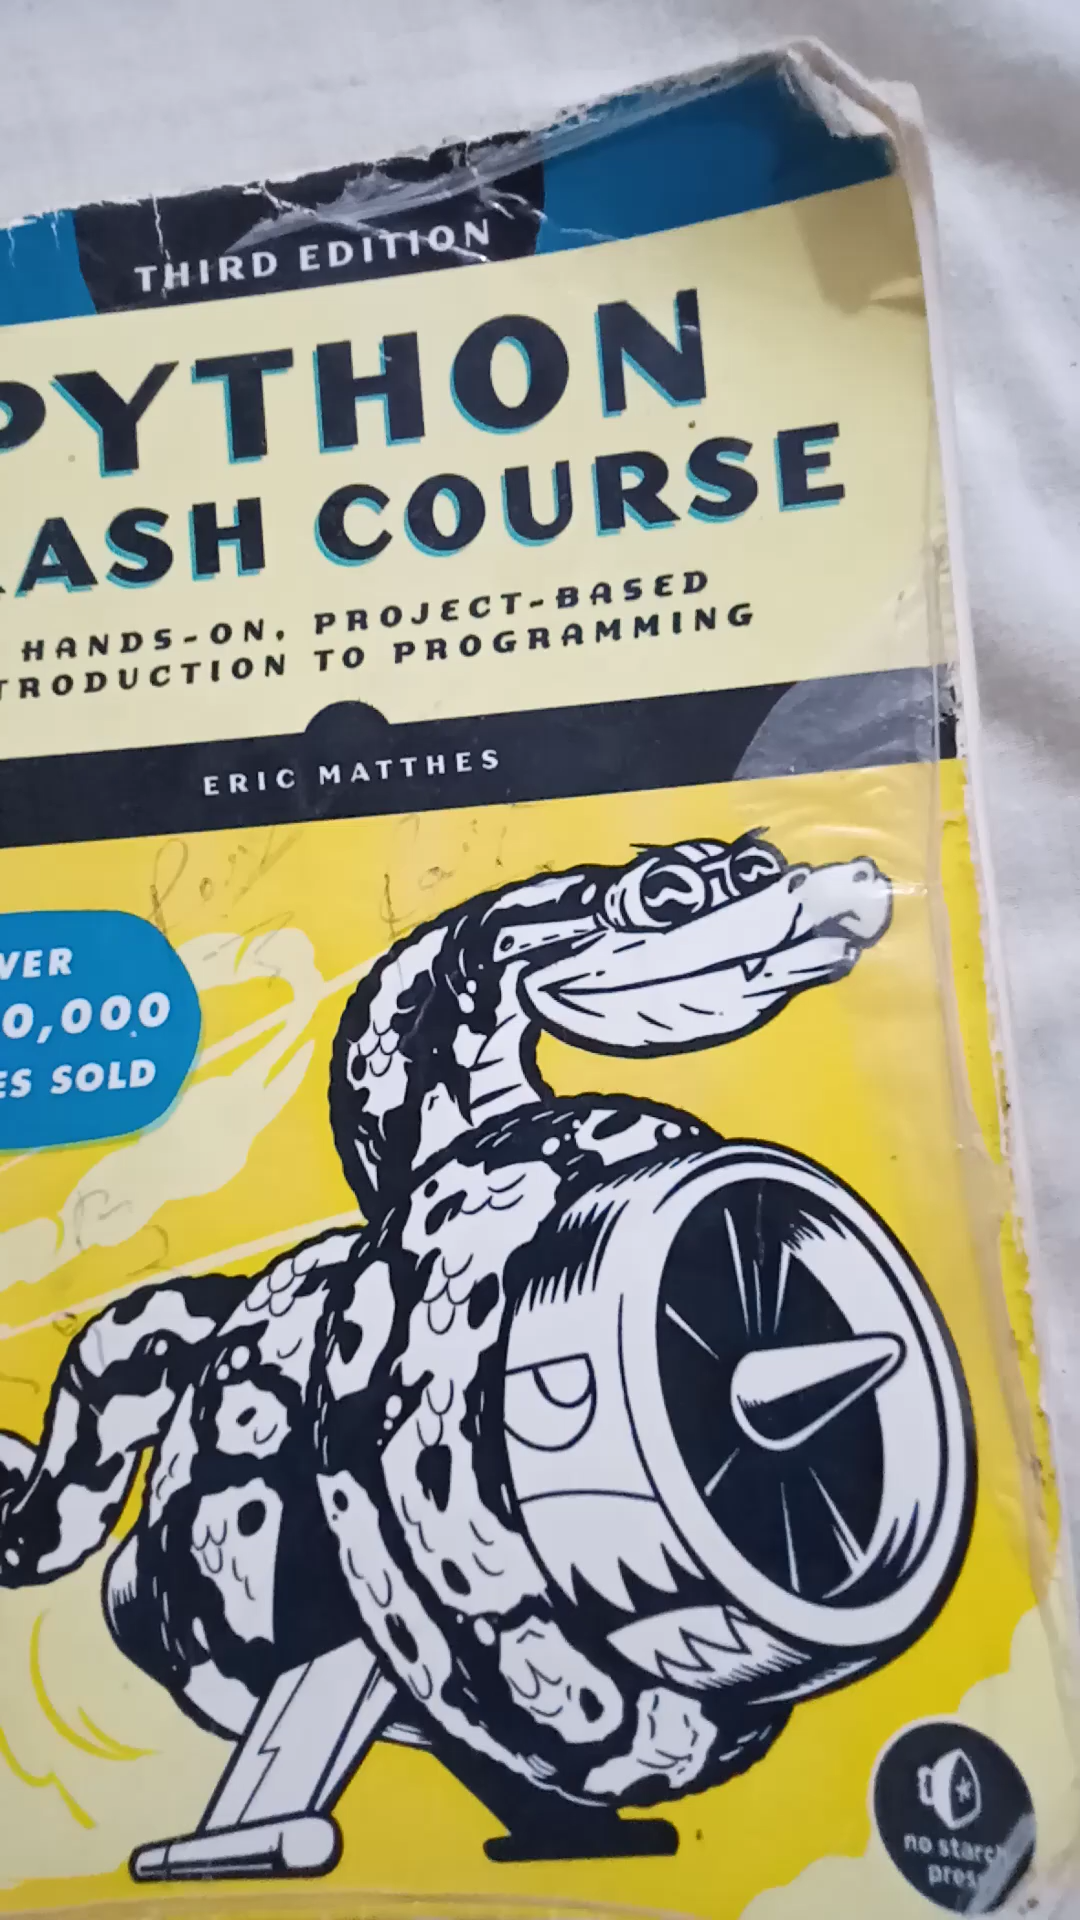 THIRD EDITION
PYTHON
RASH COURSE
HANDS-ON, PROJECT-BASED
TRODUCTION TO PROGRAMMING
ERIC MATTHES
VER
0,000
ES SOLD
no starch
press